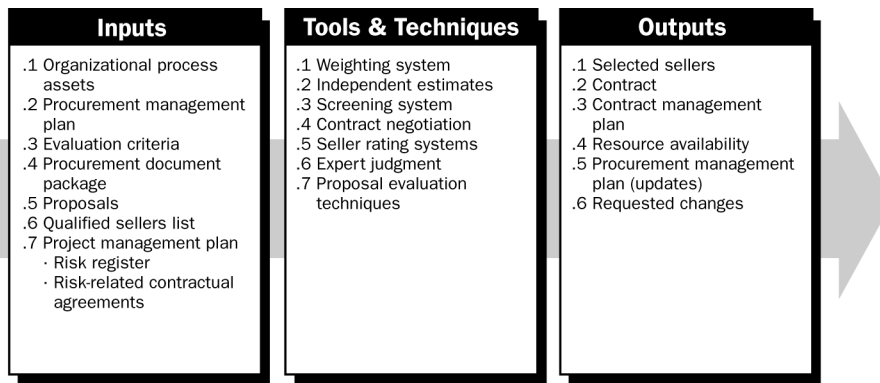 Inputs
.1 Organizational process
assets
.2 Procurement management
plan
.3 Evaluation criteria
.4 Procurement document
package
.5 Proposals
.6 Qualified sellers list
.7 Project management plan
· Risk register
· Risk-related contractual
agreements
Tools & Techniques
.1 Weighting system
.2 Independent estimates
.3 Screening system
.4 Contract negotiation
.5 Seller rating systems
.6 Expert judgment
.7 Proposal evaluation
techniques
Outputs
.1 Selected sellers
.2 Contract
.3 Contract management
plan
.4 Resource availability
.5 Procurement management
plan (updates)
.6 Requested changes